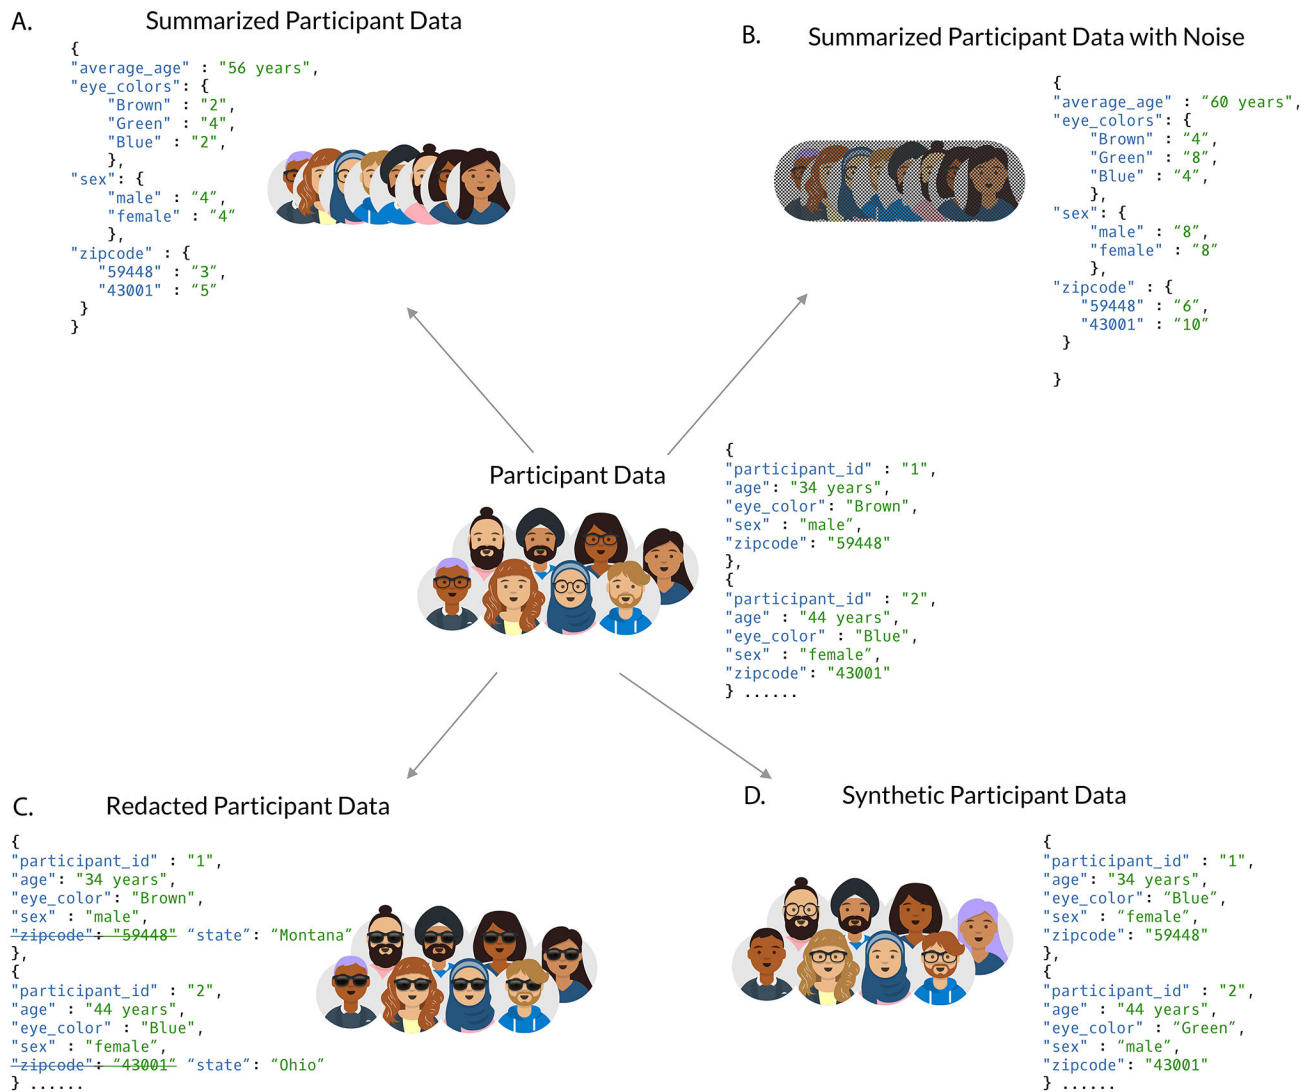 A.
Summarized Participant Data
{
"average_age" : "56 years",
"eye_colors": {
"Brown" : "2",
"Green" : "4",
"Blue" : "2",
},
"sex": {
"male" : “4”,
"female" : “4”
},
"zipcode" : {
"59448" : “3”,
"43001" : “5”
}
}
B.
Summarized Participant Data with Noise
{
"average_age" : “60 years”,
"eye_colors": {
"Brown" : “4”,
"Green" : “8”,
"Blue" : “4”,
},
"sex": {
"male" : “8”,
"female" : “8”
},
"zipcode" : {
"59448" : “6”,
"43001" : “10”
}
}
Participant Data
{
"participant_id" : "1",
"age": "34 years",
"eye_color": "Brown",
"sex" : "male”,
"zipcode": "59448"
},
{
"participant_id" : "2",
"age" : "44 years",
"eye_color" : "Blue",
"sex" : "female”,
"zipcode": "43001"
} ......
C.
Redacted Participant Data
{
"participant_id" : "1",
"age": "34 years",
"eye_color": "Brown",
"sex" : "male”,
"zipcode": "59448" “state": “Montana”
},
{
"participant_id" : "2",
"age" : "44 years",
"eye_color" : "Blue",
"sex" : "female”,
"zipcode": “43001" “state": “Ohio”
} ......
D.
Synthetic Participant Data
{
"participant_id" : "1",
"age": "34 years",
"eye_color": “Blue”,
"sex" : “female”,
"zipcode": "59448"
},
{
"participant_id" : "2",
"age" : "44 years",
"eye_color" : “Green”,
"sex" : “male”,
"zipcode": "43001"
} ......